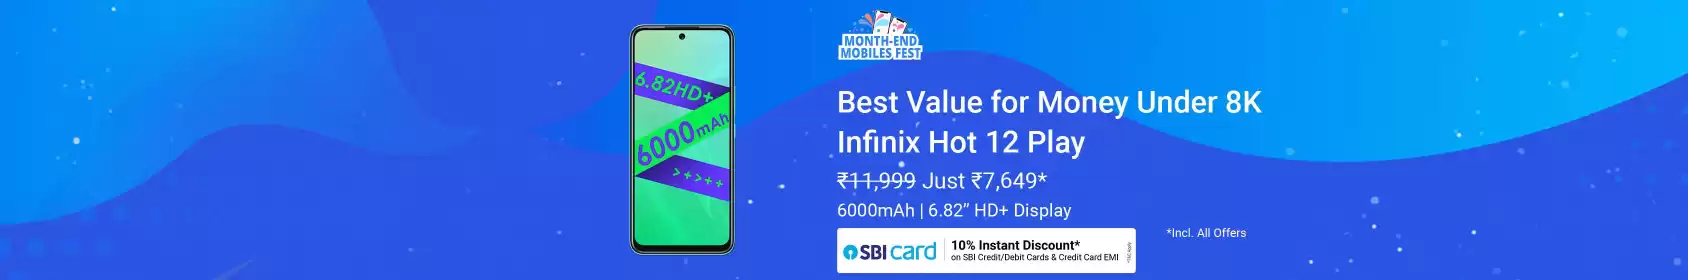 MONTH-END
MOBILES FEST
6.82HD+
6000mAh
>+>++
Best Value for Money Under 8K
Infinix Hot 12 Play
₹11,999 Just ₹7,649*
6000mAh | 6.82” HD+ Display
SBI card
10% Instant Discount*
on SBI Credit/Debit Cards & Credit Card EMI
*T&C Apply
*Incl. All Offers